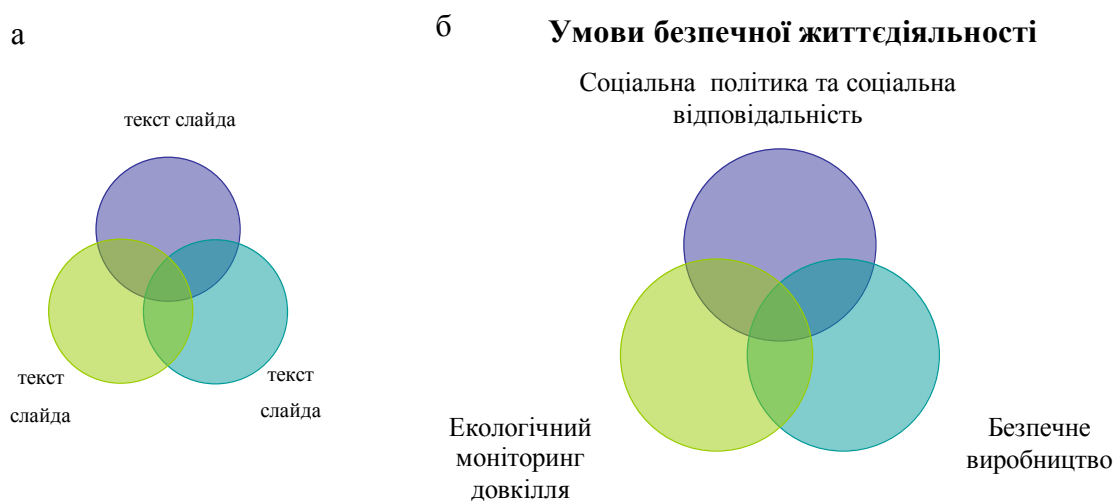 а
текст слайда
текст
слайда
текст
слайда
б
Умови безпечної життєдіяльності
Соціальна політика та соціальна
відповідальність
Екологічний
моніторинг
довкілля
Безпечне
виробництво